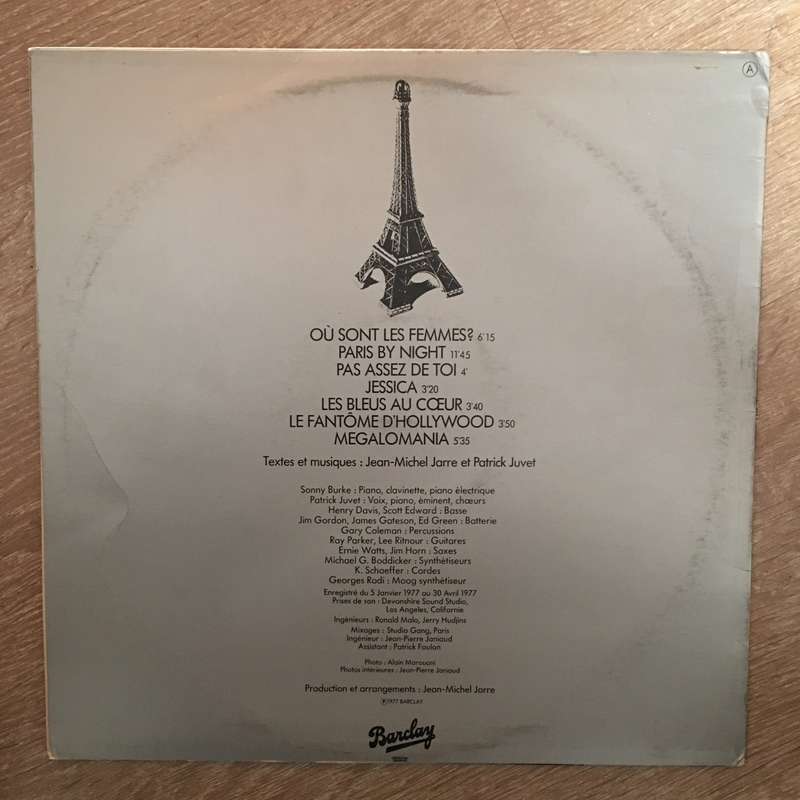 A
OÙ SONT LES FEMMES? 6'15
PARIS BY NIGHT 11'45
PAS ASSEZ DE TOI 4'
JESSICA 3'20
LES BLEUS AU CŒUR 3'40
LE FANTÔME D'HOLLYWOOD 3'50
MEGALOMANIA 5'35
Textes et musiques : Jean-Michel Jarre et Patrick Juvet
Sonny Burke : Piano, clavinette, piano électrique
Patrick Juvet : Voix, piano, éminent, chœurs
Henry Davis, Scott Edward : Basse
Jim Gordon, James Gateson, Ed Green : Batterie
Gary Coleman : Percussions
Ray Parker, Lee Ritnour : Guitares
Ernie Watts, Jim Horn : Saxes
Michael G. Boddicker : Synthétiseurs
K. Schoeffer : Cordes
Georges Rodi : Moog synthétiseur
Enregistré du 5 Janvier 1977 au 30 Avril 1977
Prises de son : Devonshire Sound Studio,
Los Angeles, Californie
Ingénieurs : Ronald Malo, Jerry Hudjins
Mixages : Studio Gang, Paris
Ingénieur : Jean-Pierre Janiaud
Assistant : Patrick Foulon
Photo : Alain Marouani
Photos intérieures : Jean-Pierre Janiaud
Production et arrangements : Jean-Michel Jarre
℗1977 BARCLAY
Barclay